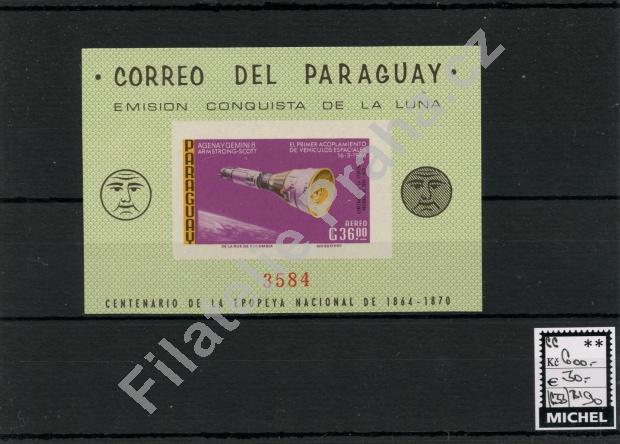 • CORREO DEL PARAGUAY •
EMISION CONQUISTA DE LA LUNA
PARAGUAY
AGENA Y GEMINI 8
ARMSTRONG-SCOTT
EL PRIMER ACOPLAMIENTO
DE VEHICULOS ESPACIALES
AEREO
G36.00
DE LA RUE DE COLOMBIA
3584
CENTENARIO DE LA EPOPEYA NACIONAL DE 1864-1870
Filatelie Praha.cz
CC **
Kč 600.-
€ 30.-
MICHEL